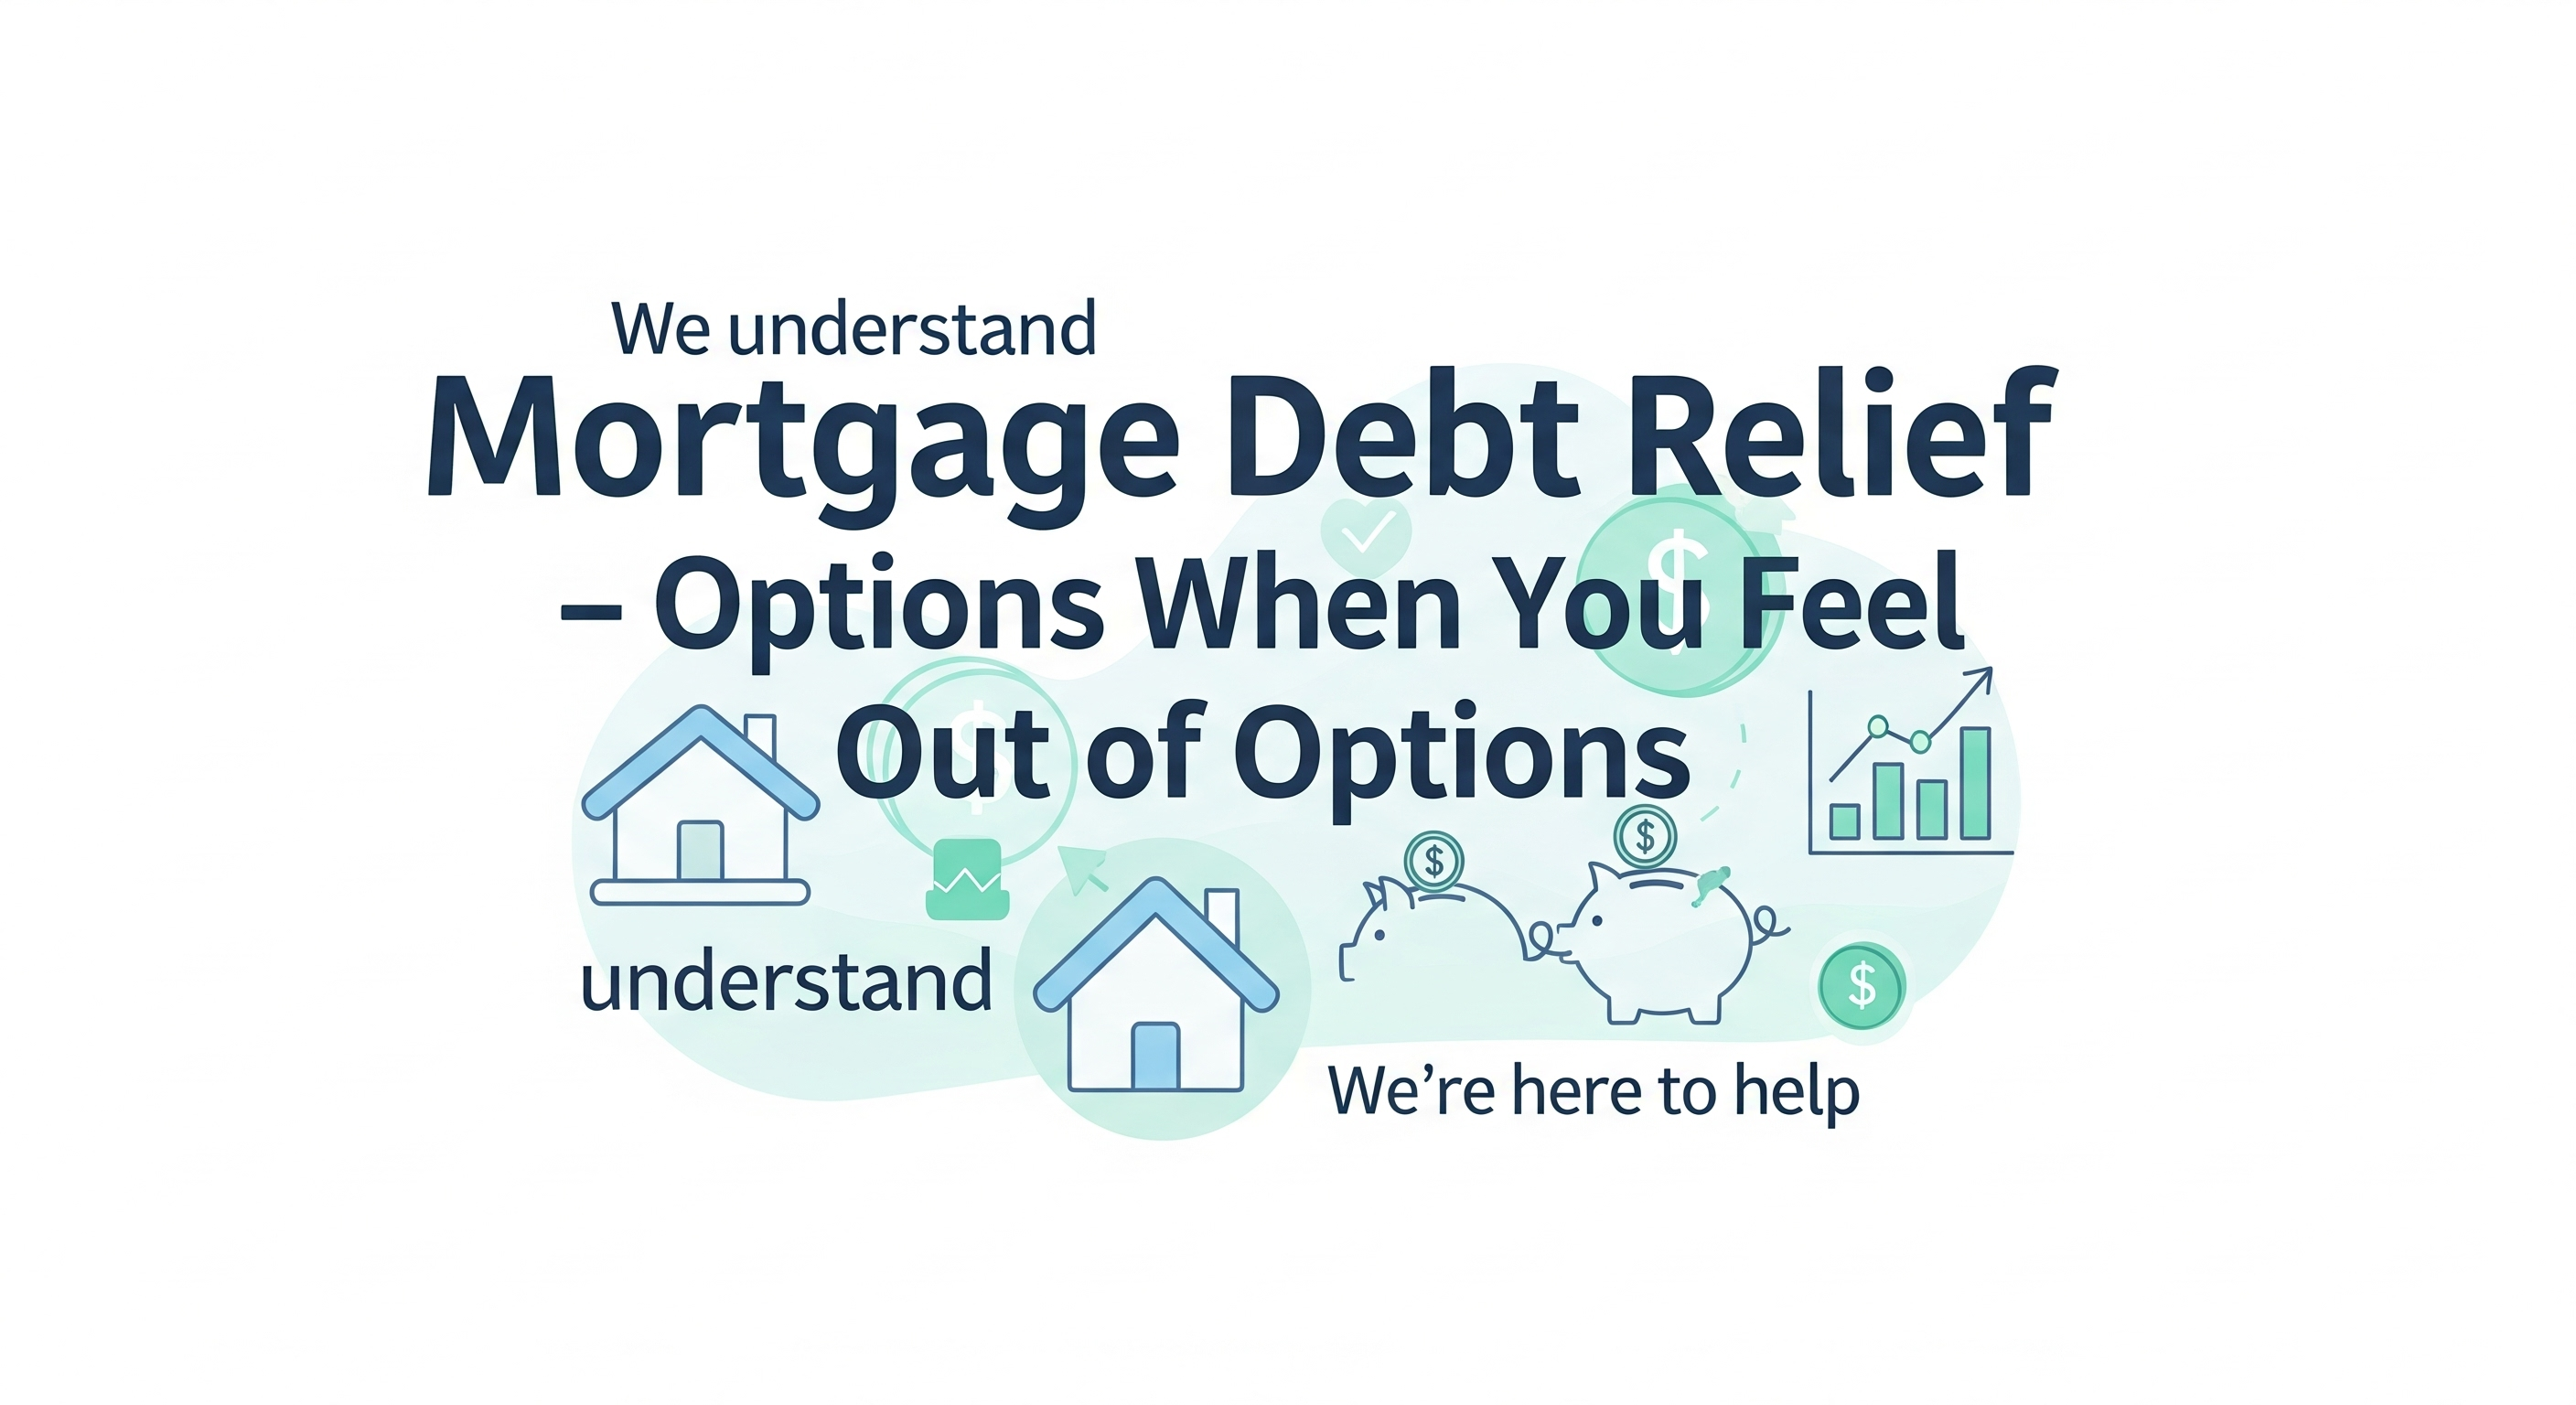 We understand
Mortgage Debt Relief
– Options When You Feel
Out of Options
$
$
$
$
understand
$
We’re here to help